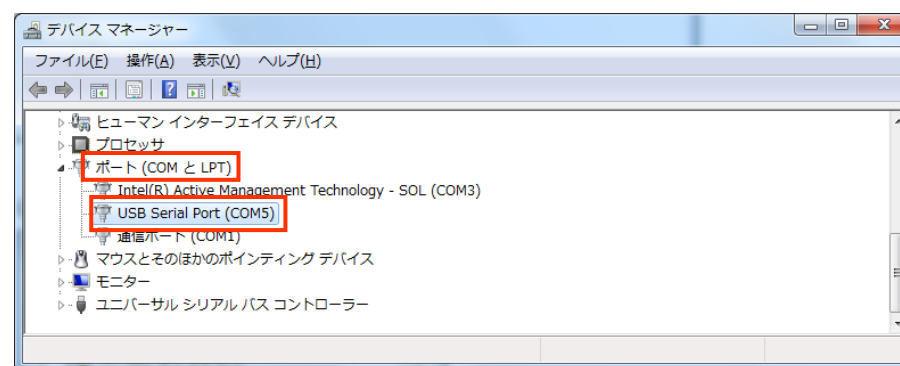 デバイス マネージャー
ファイル(F) 操作(A) 表示(V) ヘルプ(H)
ヒューマン インターフェイス デバイス
プロセッサ
ポート (COM と LPT)
Intel(R) Active Management Technology - SOL (COM3)
USB Serial Port (COM5)
通信ポート (COM1)
マウスとそのほかのポインティング デバイス
モニター
ユニバーサル シリアル バス コントローラー